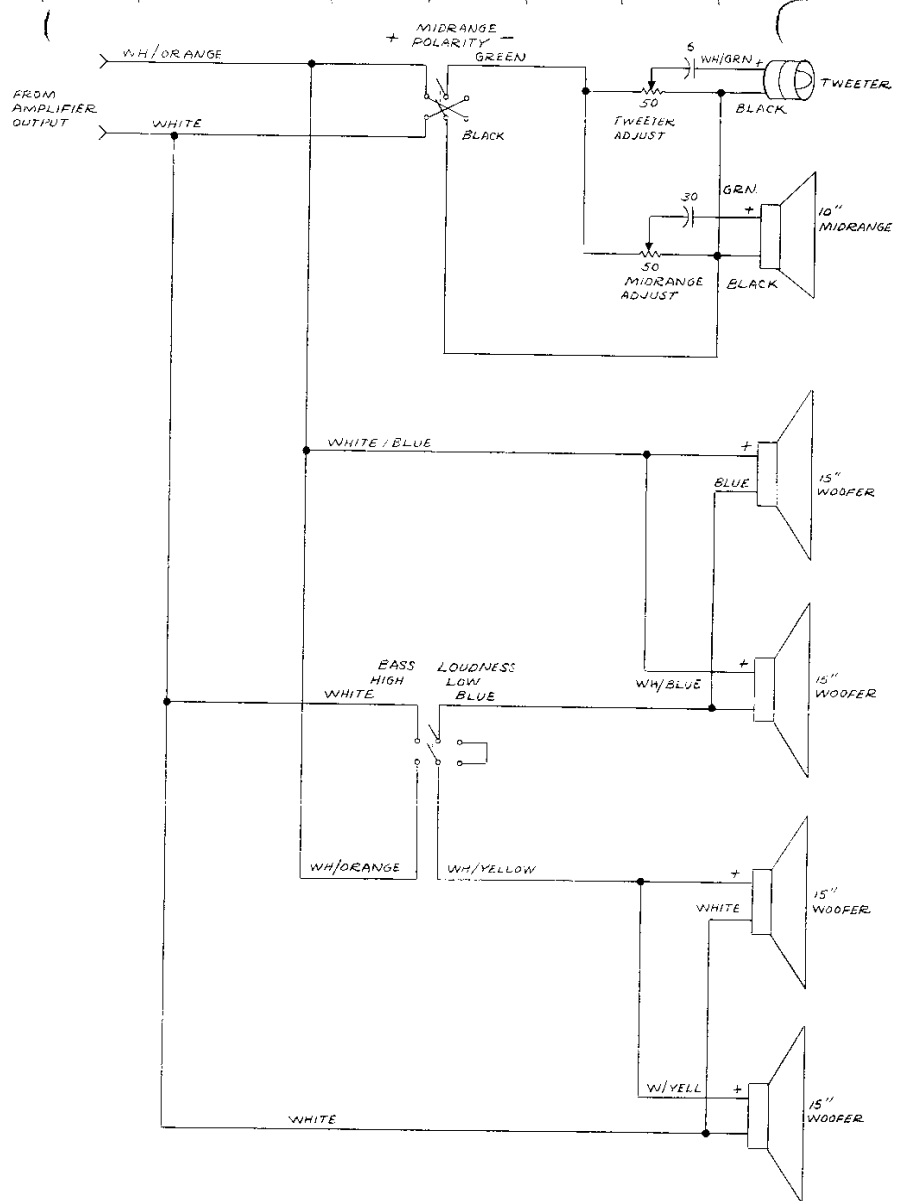 MIDRANGE
+ POLARITY −
WH/ORANGE
GREEN
6
WH/GRN +
TWEETER
FROM
AMPLIFIER
OUTPUT
50
BLACK
TWEETER
ADJUST
WHITE
BLACK
GRN.
30
+
10"
MIDRANGE
50
MIDRANGE
ADJUST
BLACK
WHITE / BLUE
+
BLUE
15"
WOOFER
BASS LOUDNESS
HIGH LOW
WHITE
BLUE
WH/BLUE
+
15"
WOOFER
WH/ORANGE
WH/YELLOW
+
WHITE
15"
WOOFER
W/YELL
+
15"
WOOFER
WHITE